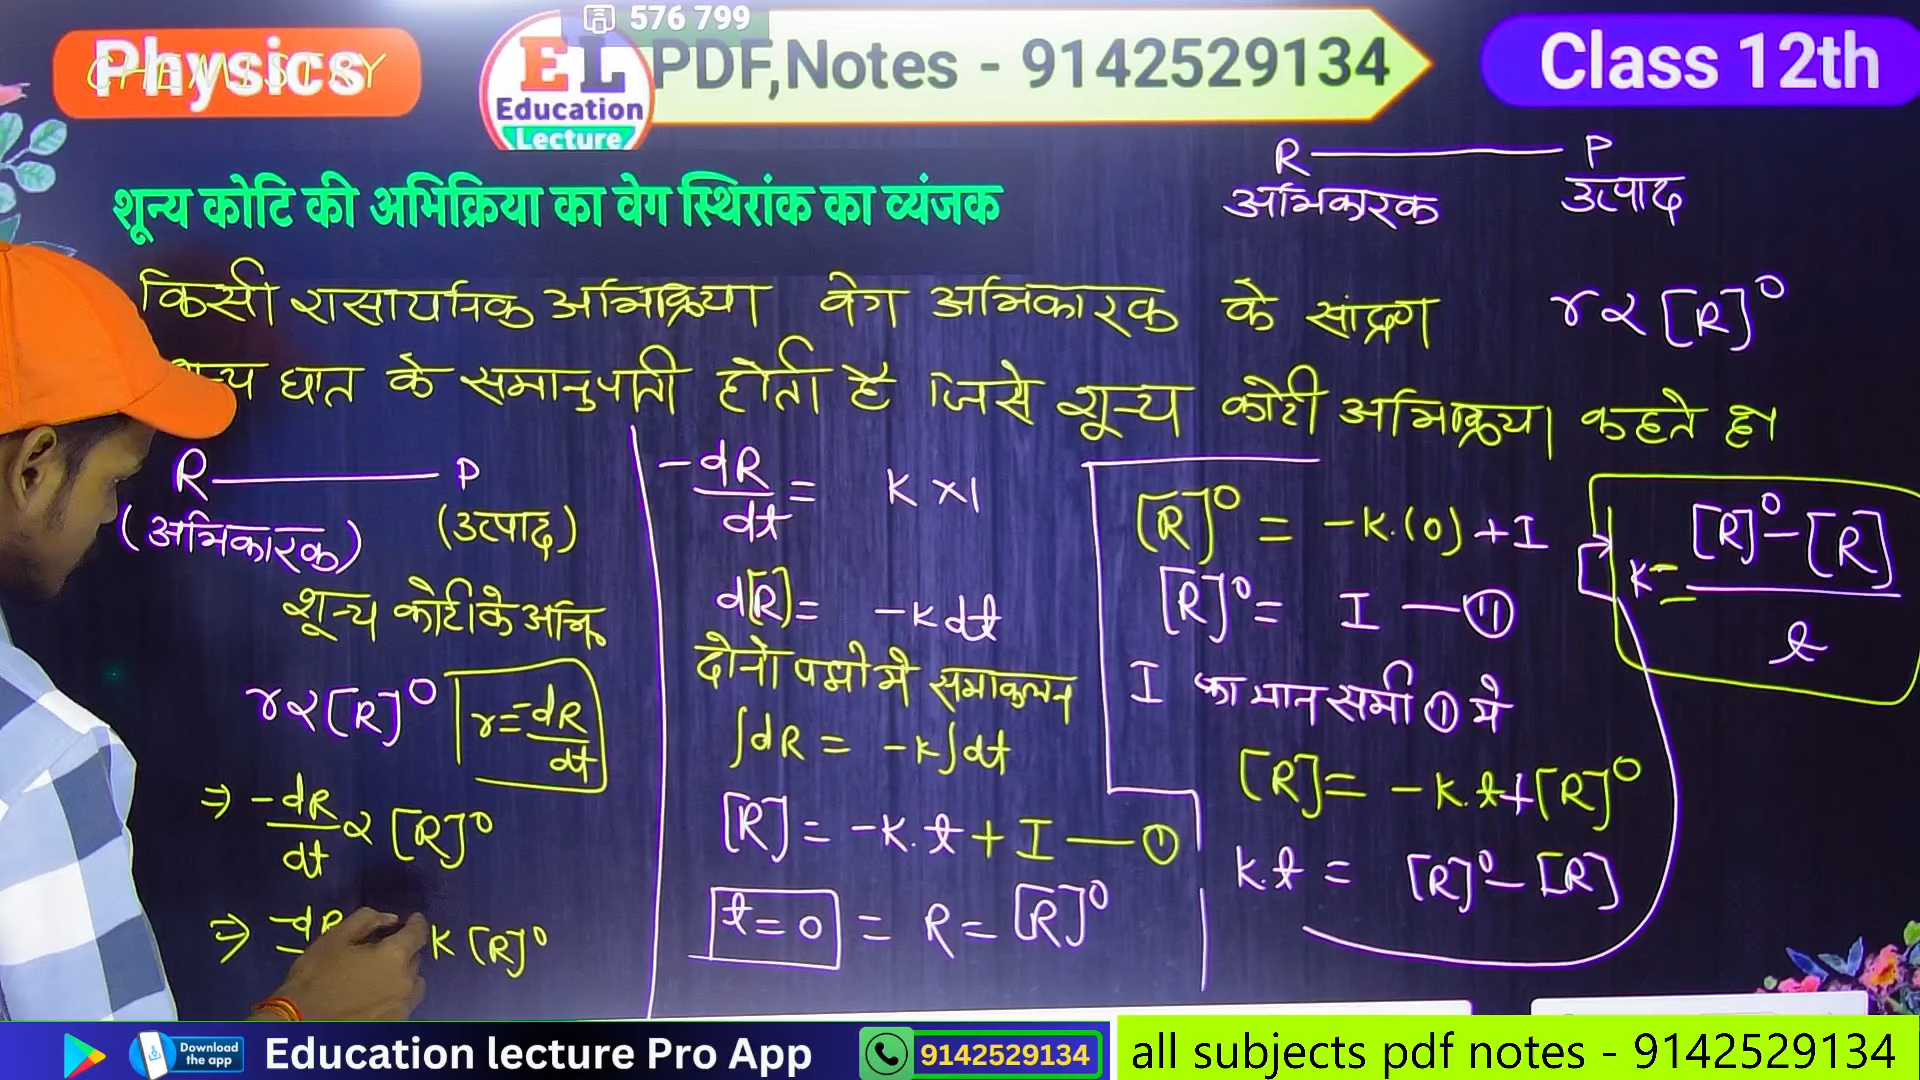 576 799
Physics
CHEMISTRY
EL
Education
Lecture
PDF,Notes - 9142529134
Class 12th
R ——— P
अभिकारक उत्पाद
शून्य कोटि की अभिक्रिया का वेग स्थिरांक का व्यंजक
किसी रासायनिक अभिक्रिया वेग अभिकारक के सांद्रण r ∝ [R]⁰
घात के समानुपाती होती है जिसे शून्य कोटी अभिक्रिया कहते है।
R ——— P
(अभिकारक) (उत्पाद)
शून्य कोटी के अभि
r ∝ [R]⁰
r = -dR/dt
⇒ -dR/dt ∝ [R]⁰
⇒ -dR K [R]⁰
-dR/dt = K × 1
d[R] = -K dt
दोनो पक्षो मे समाकलन
∫dR = -K∫dt
[R] = -K.t + I — ①
t=0 = R = [R]⁰
[R]⁰ = -K.(0) + I
[R]⁰ = I — ⑪
I का मान समी ① मे
[R] = -K.t + [R]⁰
K.t = [R]⁰ - [R]
K = [R]⁰ - [R] / t
Download
the app
Education lecture Pro App
9142529134
all subjects pdf notes - 9142529134